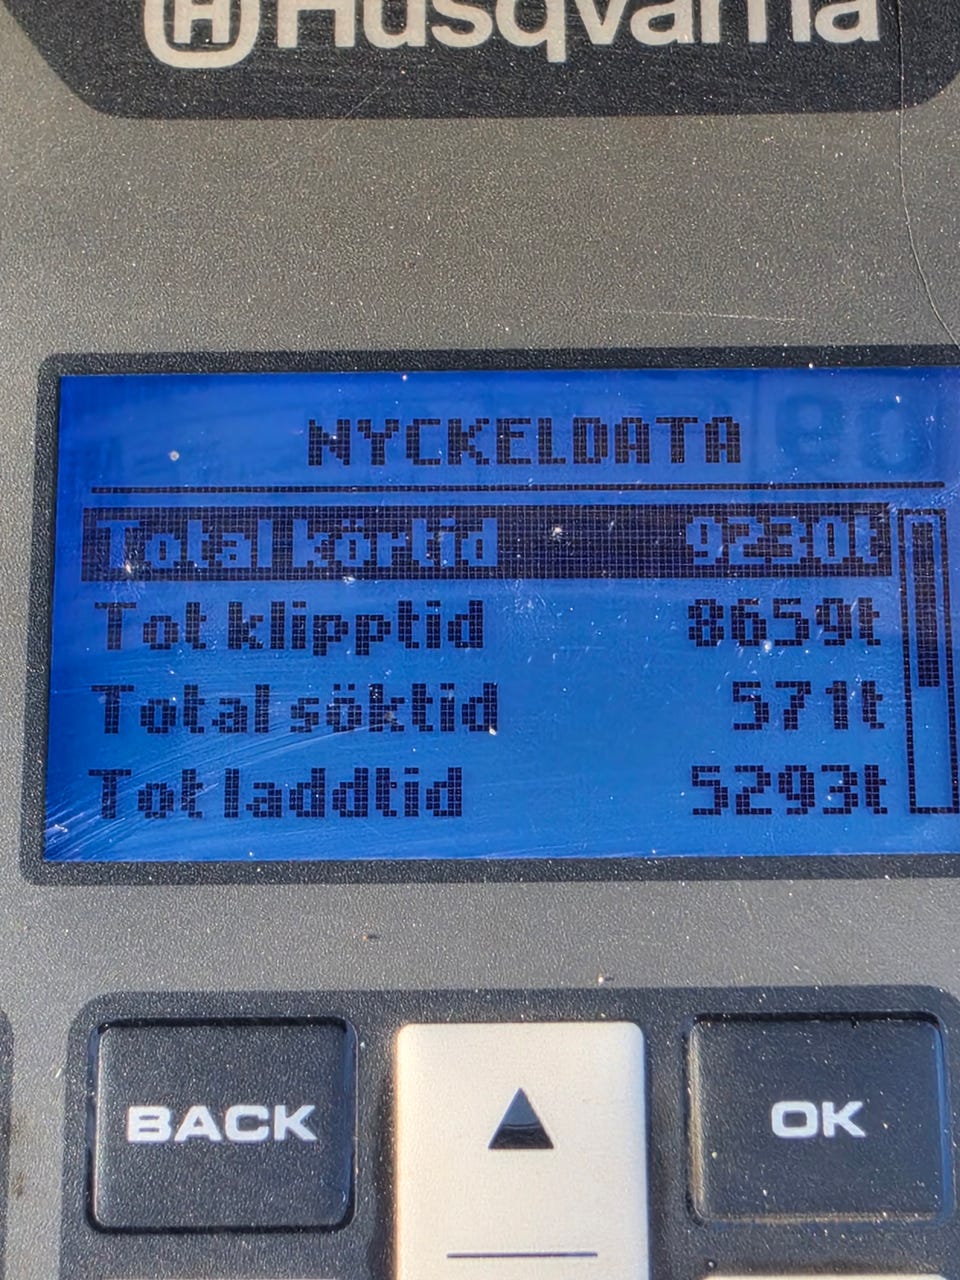 Husqvarna
NYCKELDATA
Total körtid 9230t
Tot klipptid 8659t
Total söktid 571t
Tot laddtid 5293t
BACK
OK